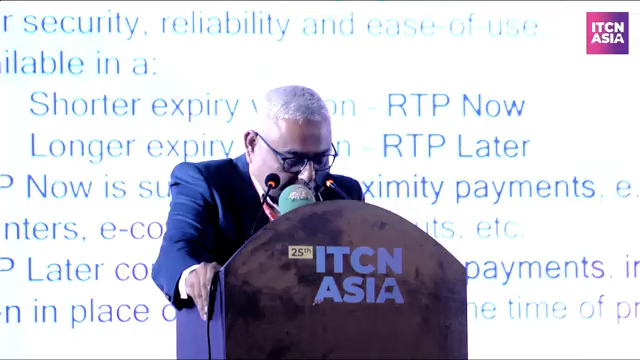 r security, reliability and ease-of-use.
ailable in a:
Shorter expiry on - RTP Now
Longer expiry n - RTP Later
P Now is su ximity payments, e.
nters, e-co uts, etc.
P Later co payments, in
n in place o he time of pr
25th ITCN
ASIA
ITCN
ASIA